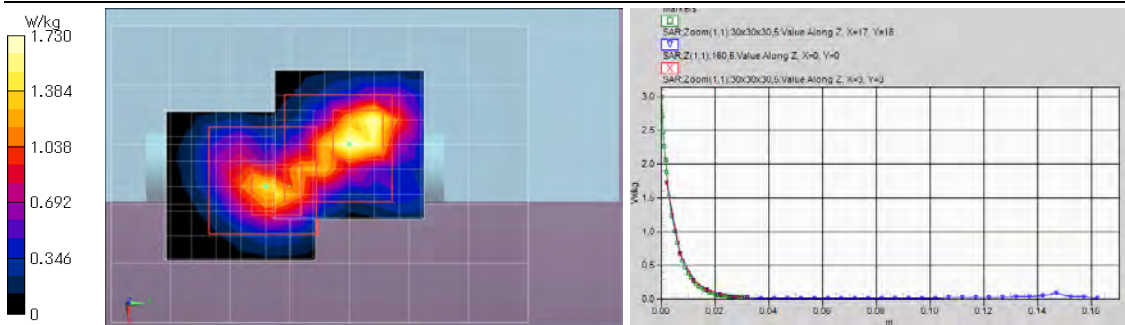 W/kg
1.730
1.384
1.038
0.692
0.346
0
Markers
SAR;Zoom(1,1):30x30x30,5:Value Along Z, X=17, Y=18
SAR;Z(1,1):160,5:Value Along Z, X=0, Y=0
SAR;Zoom(1,1):30x30x30,5:Value Along Z, X=3, Y=3
W/kg
3.0
2.5
2.0
1.5
1.0
0.5
0.0
0.00 0.02 0.04 0.06 0.08 0.10 0.12 0.14 0.16
m